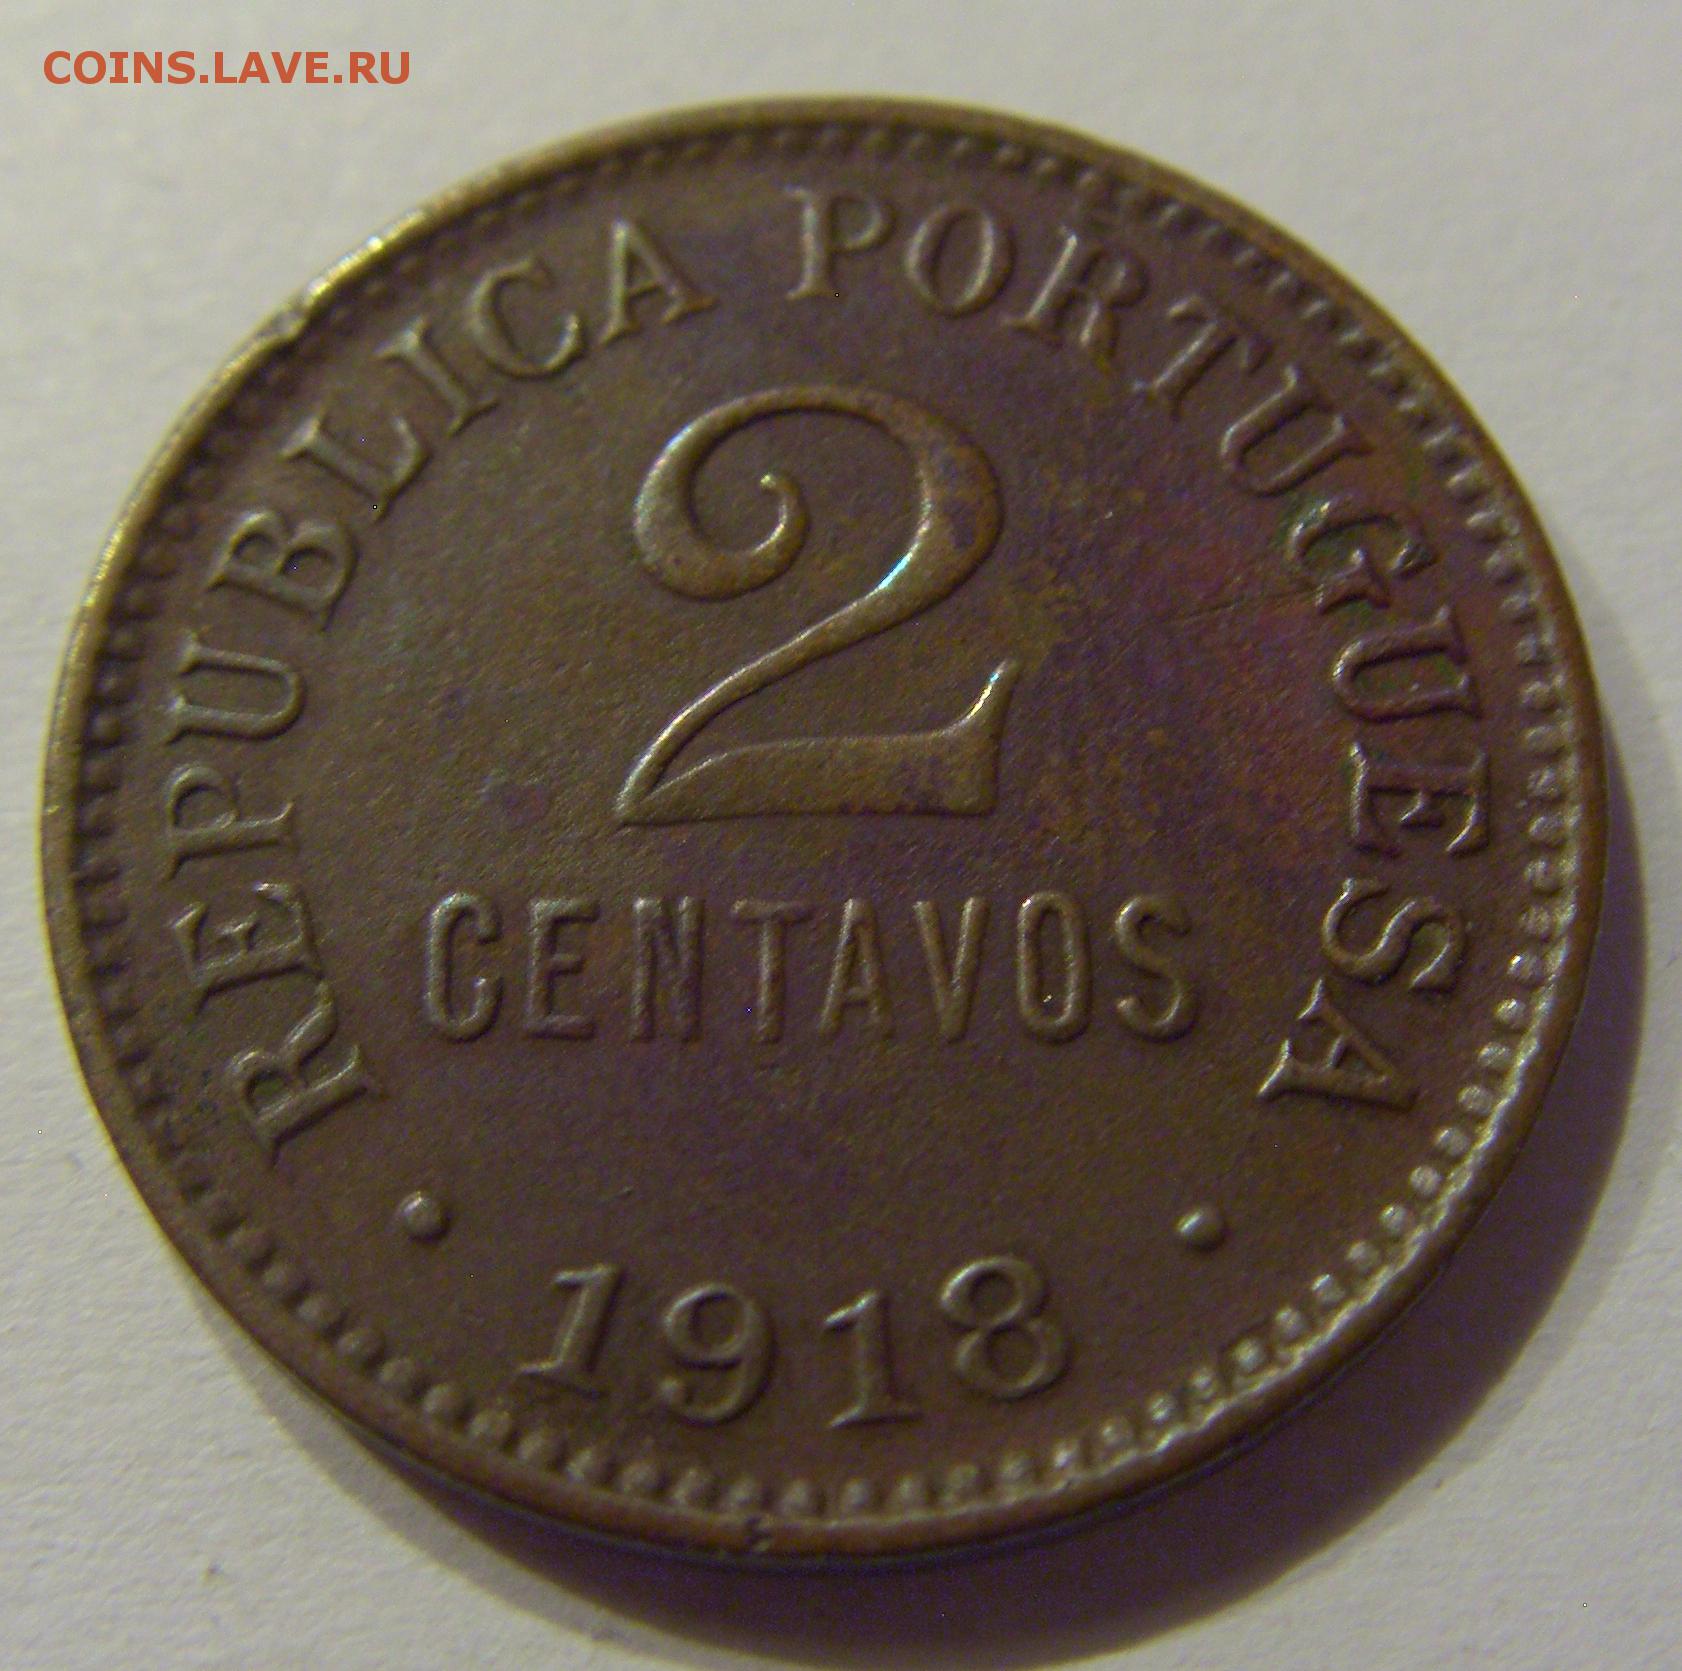 COINS.LAVE.RU
REPUBLICA PORTUGUESA
2
CENTAVOS
• 1918 •